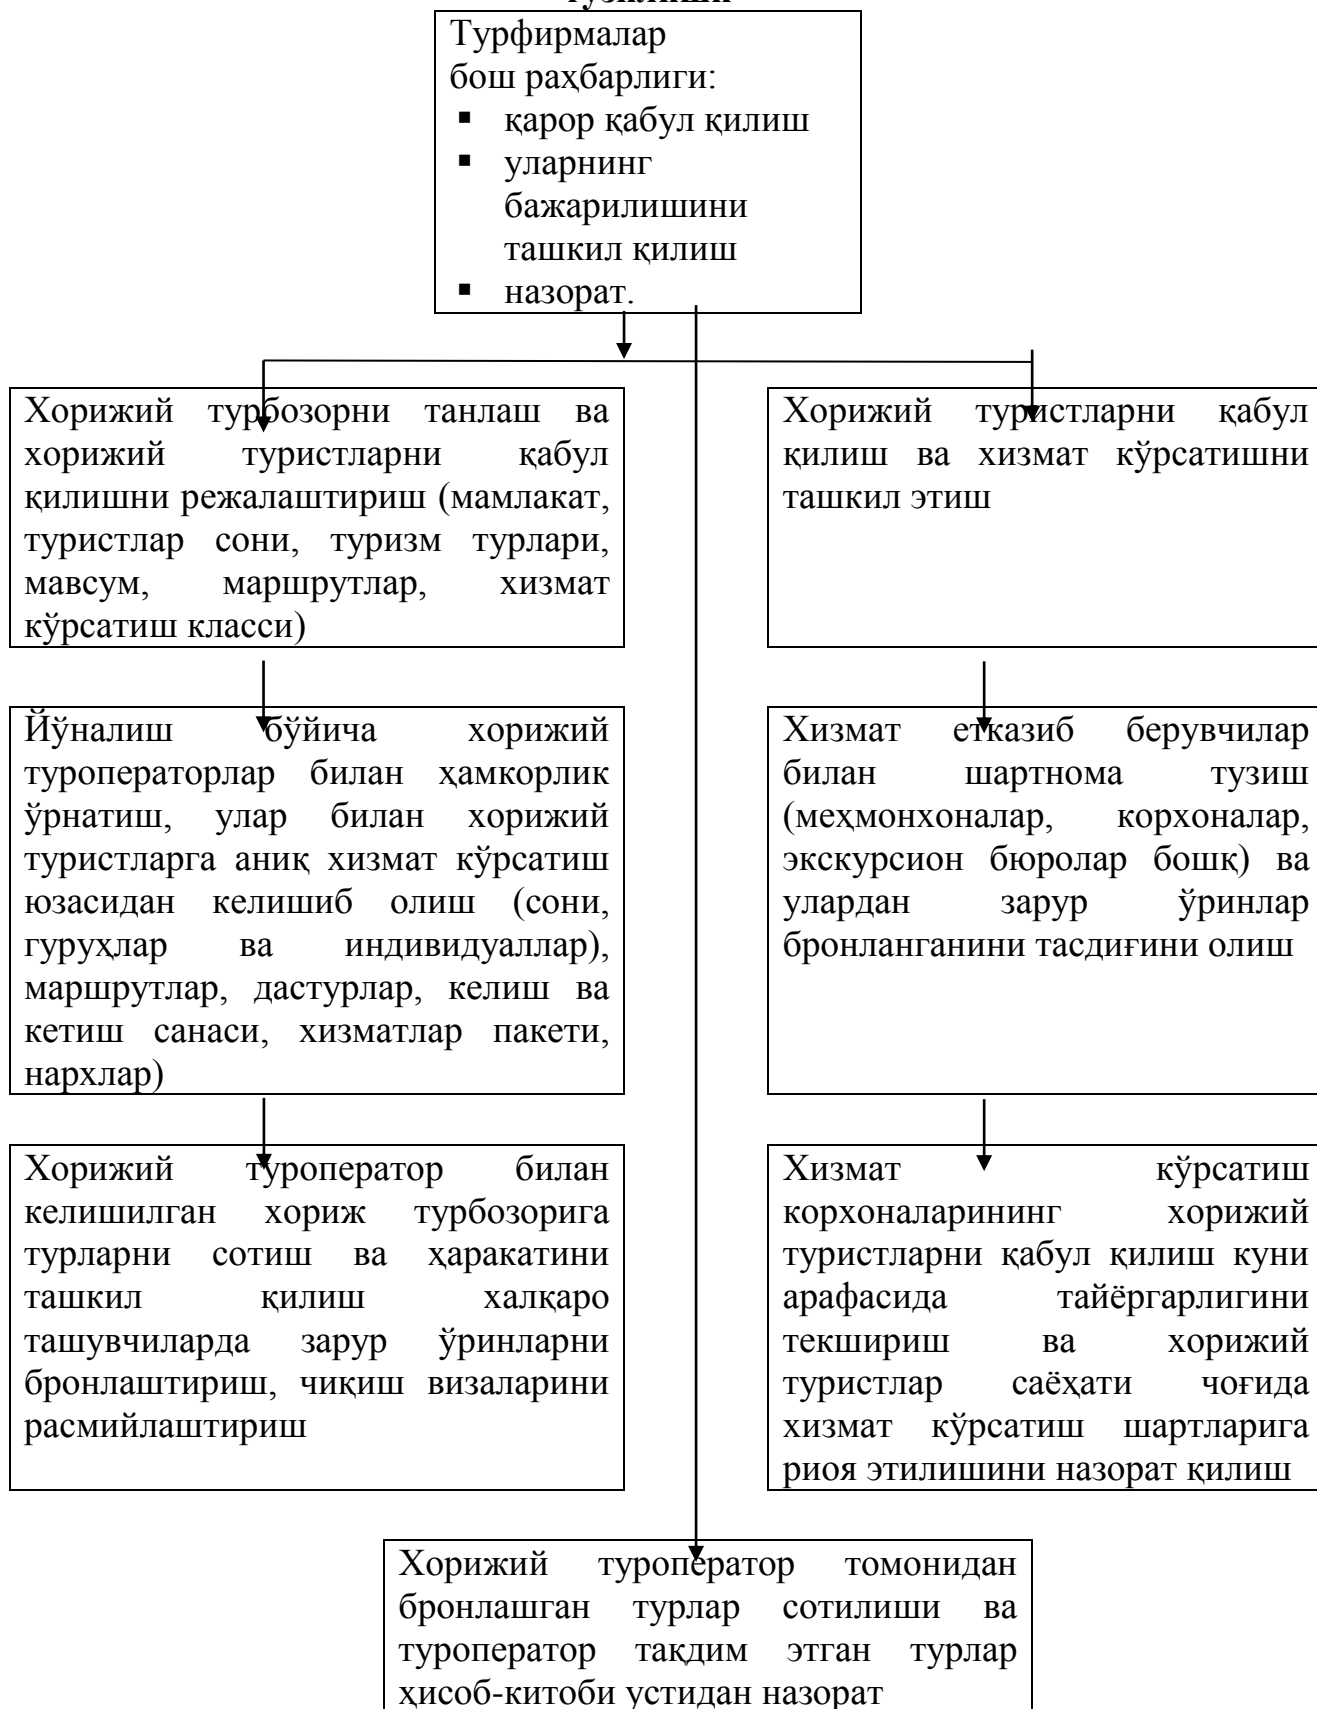 Турфирмалар
бош раҳбарлиги:
▪ қарор қабул қилиш
▪ уларнинг
бажарилишини
ташкил қилиш
▪ назорат.
Хорижий турбозорни танлаш ва
хорижий туристларни қабул
қилишни режалаштириш (мамлакат,
туристлар сони, туризм турлари,
мавсум, маршрутлар, хизмат
кўрсатиш класси)
Хорижий туристларни қабул
қилиш ва хизмат кўрсатишни
ташкил этиш
Йўналиш бўйича хорижий
туроператорлар билан ҳамкорлик
ўрнатиш, улар билан хорижий
туристларга аниқ хизмат кўрсатиш
юзасидан келишиб олиш (сони,
гуруҳлар ва индивидуаллар),
маршрутлар, дастурлар, келиш ва
кетиш санаси, хизматлар пакети,
нархлар)
Хизмат етказиб берувчилар
билан шартнома тузиш
(меҳмонхоналар, корхоналар,
экскурсион бюролар бошқ) ва
улардан зарур ўринлар
бронланганини тасдиғини олиш
Хорижий туроператор билан
келишилган хориж турбозорига
турларни сотиш ва ҳаракатини
ташкил қилиш халқаро
ташувчиларда зарур ўринларни
бронлаштириш, чиқиш визаларини
расмийлаштириш
Хизмат кўрсатиш
корхоналарининг хорижий
туристларни қабул қилиш куни
арафасида тайёргарлигини
текшириш ва хорижий
туристлар саёҳати чоғида
хизмат кўрсатиш шартларига
риоя этилишини назорат қилиш
Хорижий туроператор томонидан
бронлашган турлар сотилиши ва
туроператор тақдим этган турлар
ҳисоб-китоби устидан назорат